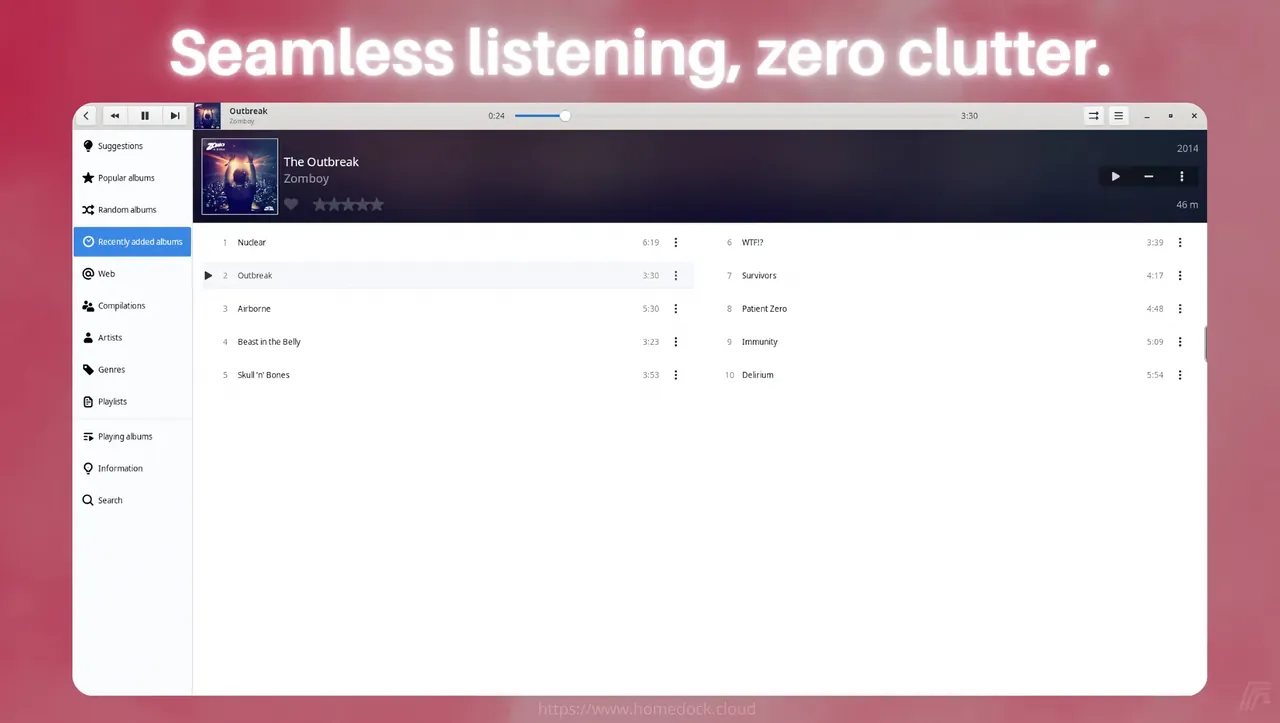 Seamless listening, zero clutter.
Outbreak
Zomboy
0:24
3:30
Suggestions
Popular albums
Random albums
Recently added albums
Web
Compilations
Artists
Genres
Playlists
Playing albums
Information
Search
The Outbreak
Zomboy
2014
46 m
1 Nuclear 6:19
2 Outbreak 3:30
3 Airborne 5:30
4 Beast in the Belly 3:23
5 Skull 'n' Bones 3:53
6 WTF!? 3:39
7 Survivors 4:17
8 Patient Zero 4:48
9 Immunity 5:09
10 Delirium 5:54
https://www.homedock.cloud